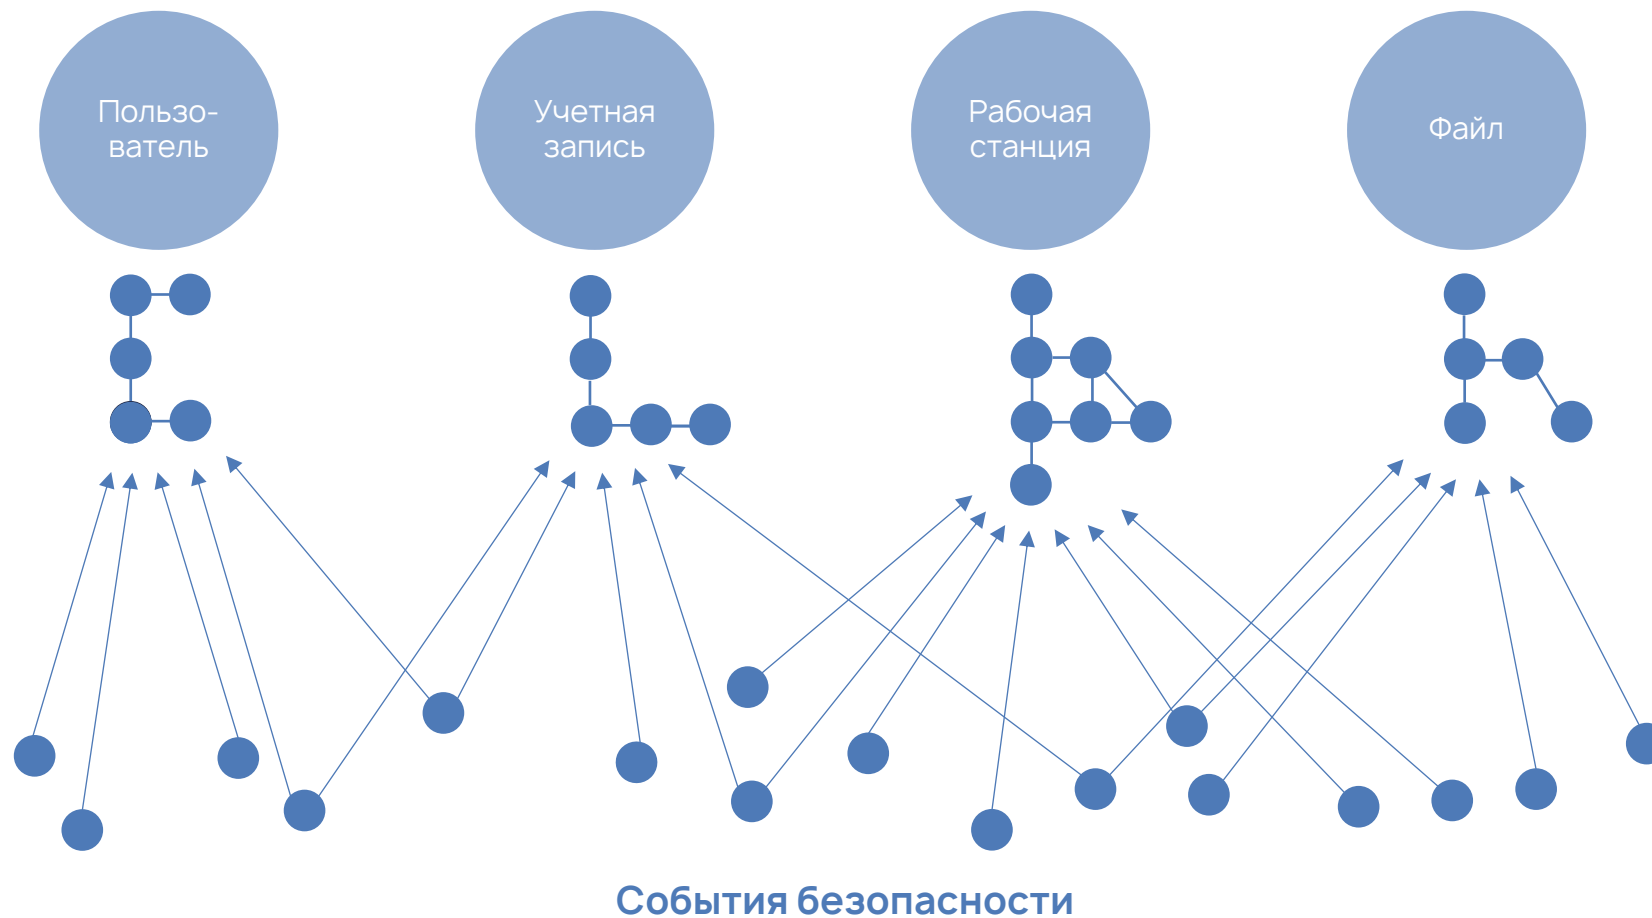 Пользо-
ватель
Учетная
запись
Рабочая
станция
Файл
События безопасности